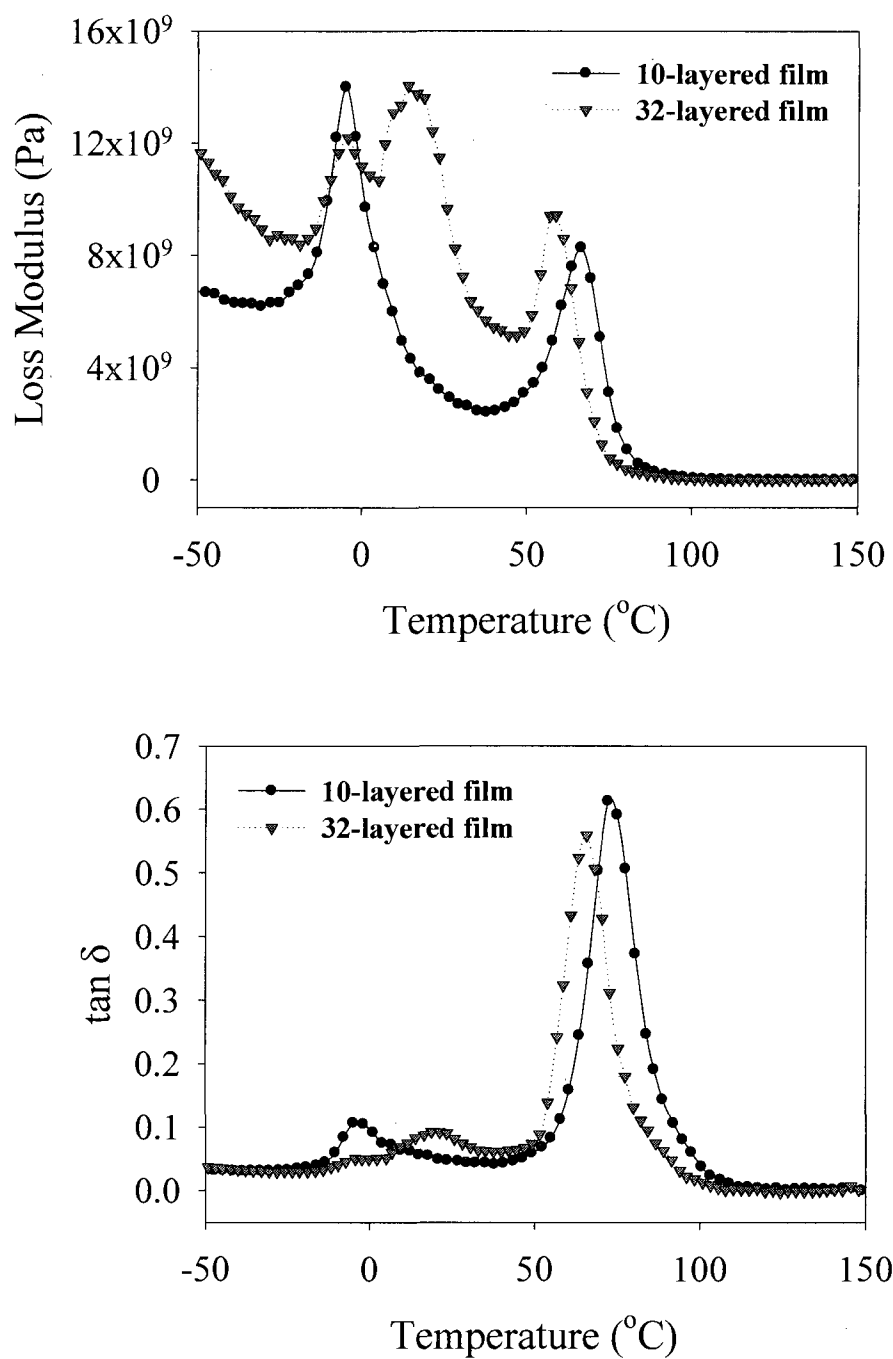 16x10⁹
12x10⁹
8x10⁹
4x10⁹
0
Loss Modulus (Pa)
10-layered film
32-layered film
-50
0
50
100
150
Temperature (°C)
0.7
0.6
0.5
0.4
0.3
0.2
0.1
0.0
tan δ
10-layered film
32-layered film
-50
0
50
100
150
Temperature (°C)